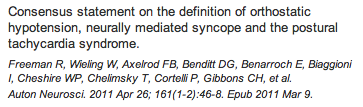 Consensus statement on the definition of orthostatic
hypotension, neurally mediated syncope and the postural
tachycardia syndrome.
Freeman R, Wieling W, Axelrod FB, Benditt DG, Benarroch E, Biaggioni
I, Cheshire WP, Chelimsky T, Cortelli P, Gibbons CH, et al.
Auton Neurosci. 2011 Apr 26; 161(1-2):46-8. Epub 2011 Mar 9.